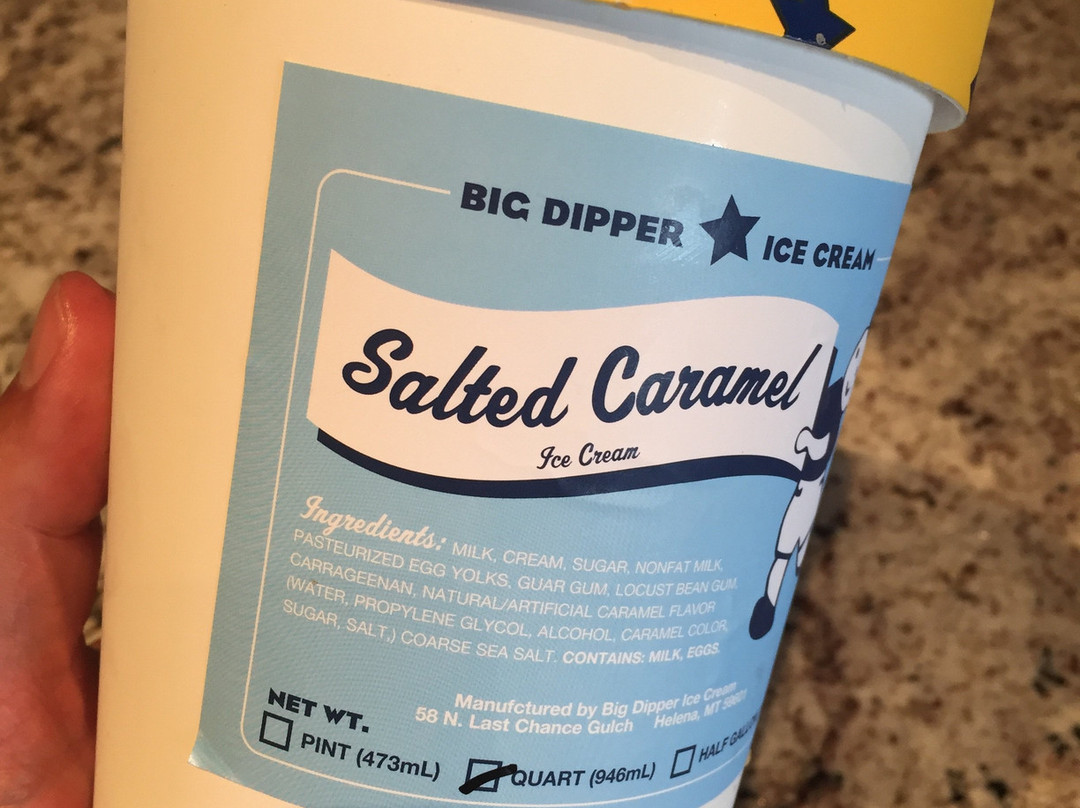 BIG DIPPER ICE CREAM
Salted Caramel
Ice Cream
Ingredients: MILK, CREAM, SUGAR, NONFAT MILK,
PASTEURIZED EGG YOLKS, GUAR GUM, LOCUST BEAN GUM,
CARRAGEENAN, NATURAL/ARTIFICIAL CARAMEL FLAVOR
(WATER, PROPYLENE GLYCOL, ALCOHOL, CARAMEL COLOR,
SUGAR, SALT,) COARSE SEA SALT. CONTAINS: MILK, EGGS.
Manufctured by Big Dipper Ice Cream
58 N. Last Chance Gulch Helena, MT 59601
NET WT.
PINT (473mL) QUART (946mL) HALF GALLON